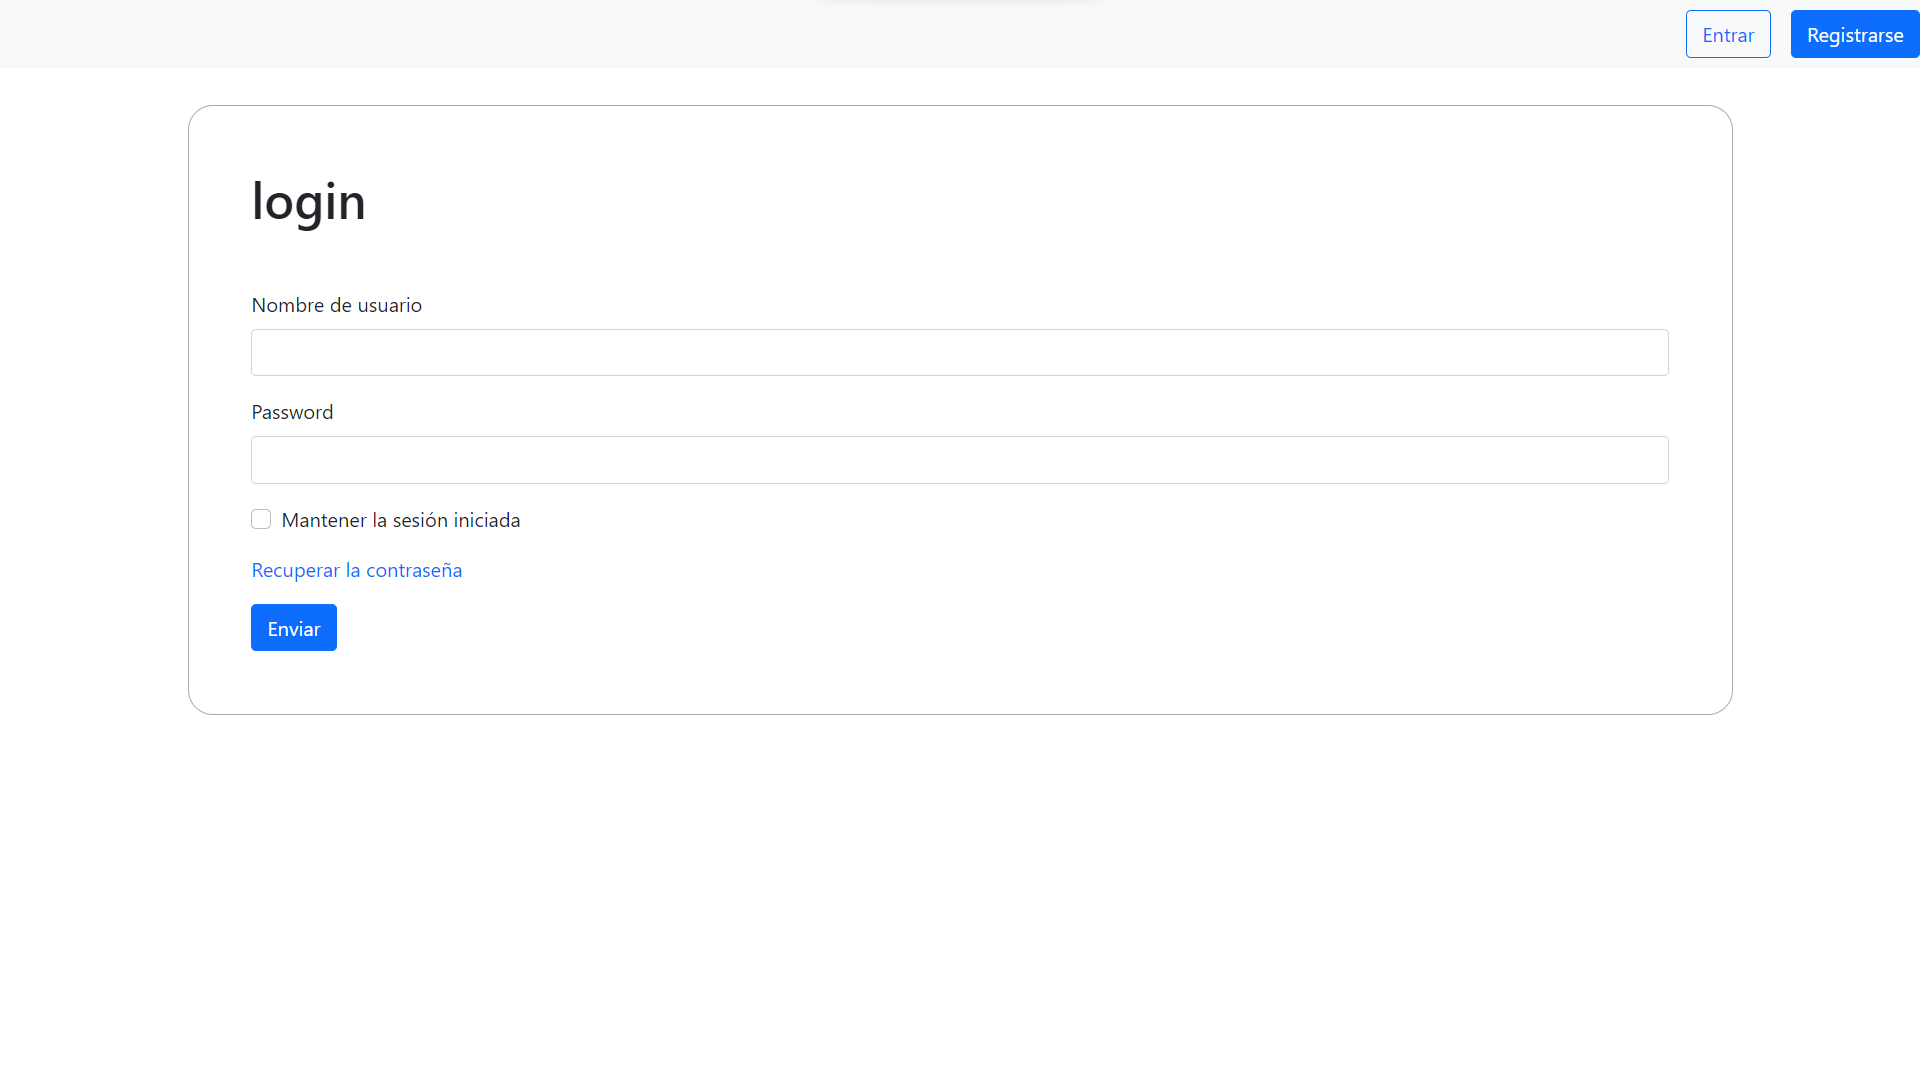 Entrar Registrarse
login
Nombre de usuario
Password
Mantener la sesión iniciada
Recuperar la contraseña
Enviar